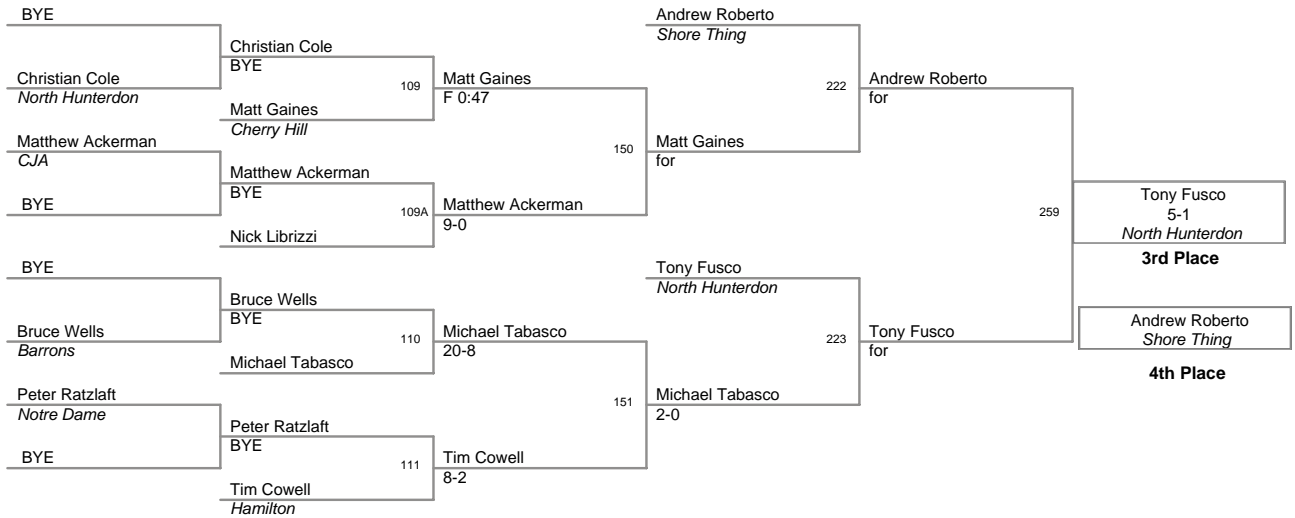 BYE
Christian Cole
North Hunterdon
Matthew Ackerman
CJA
BYE
BYE
Bruce Wells
Barrons
Peter Ratzlaft
Notre Dame
BYE
Christian Cole
BYE
109
Matt Gaines
Cherry Hill
Matthew Ackerman
BYE
109A
Nick Librizzi
Bruce Wells
BYE
110
Michael Tabasco
Peter Ratzlaft
BYE
111
Tim Cowell
Hamilton
Matt Gaines
F 0:47
150
Matthew Ackerman
9-0
Michael Tabasco
20-8
151
Tim Cowell
8-2
Andrew Roberto
Shore Thing
222
Matt Gaines
for
Tony Fusco
North Hunterdon
223
Michael Tabasco
2-0
Andrew Roberto
for
259
Tony Fusco
for
Tony Fusco
5-1
North Hunterdon
3rd Place
Andrew Roberto
Shore Thing
4th Place